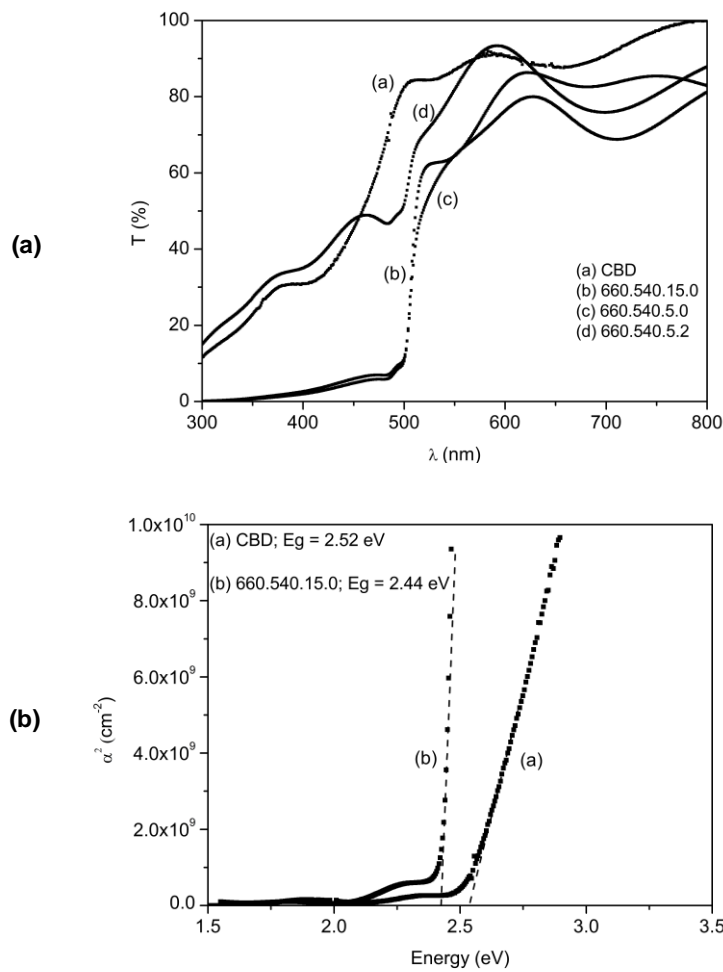 (a)
100
80
60
40
20
0
T (%)
300
400
500
600
700
800
λ (nm)
(a)
(d)
(c)
(b)
(a) CBD
(b) 660.540.15.0
(c) 660.540.5.0
(d) 660.540.5.2
(b)
1.0x10¹⁰
8.0x10⁹
6.0x10⁹
4.0x10⁹
2.0x10⁹
0.0
α² (cm⁻²)
1.5
2.0
2.5
3.0
3.5
Energy (eV)
(a) CBD; Eg = 2.52 eV
(b) 660.540.15.0; Eg = 2.44 eV
(b)
(a)